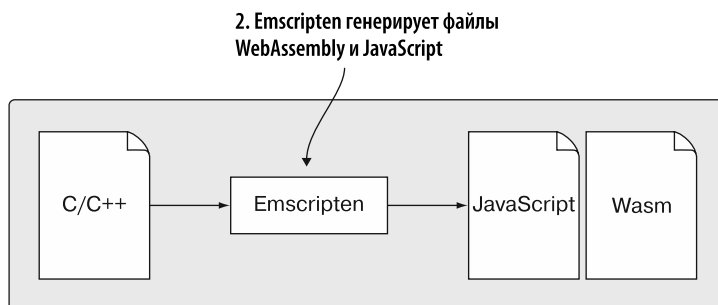 2. Emscripten генерирует файлы
WebAssembly и JavaScript
C/C++
Emscripten
JavaScript
Wasm